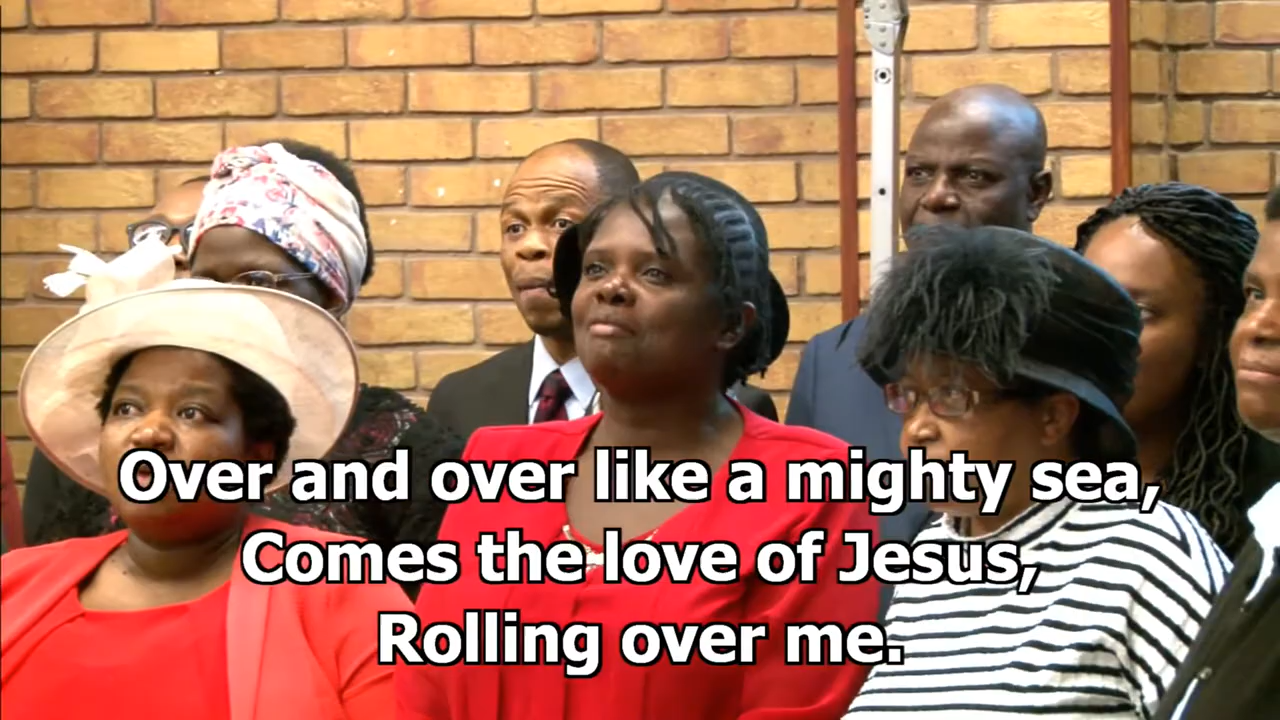 Over and over like a mighty sea,
Comes the love of Jesus,
Rolling over me.